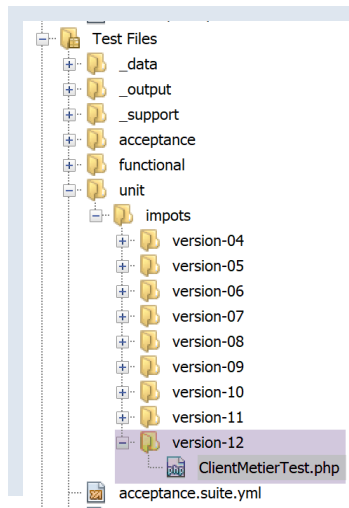 Test Files
_data
_output
_support
acceptance
functional
unit
impots
version-04
version-05
version-06
version-07
version-08
version-09
version-10
version-11
version-12
ClientMetierTest.php
acceptance.suite.yml